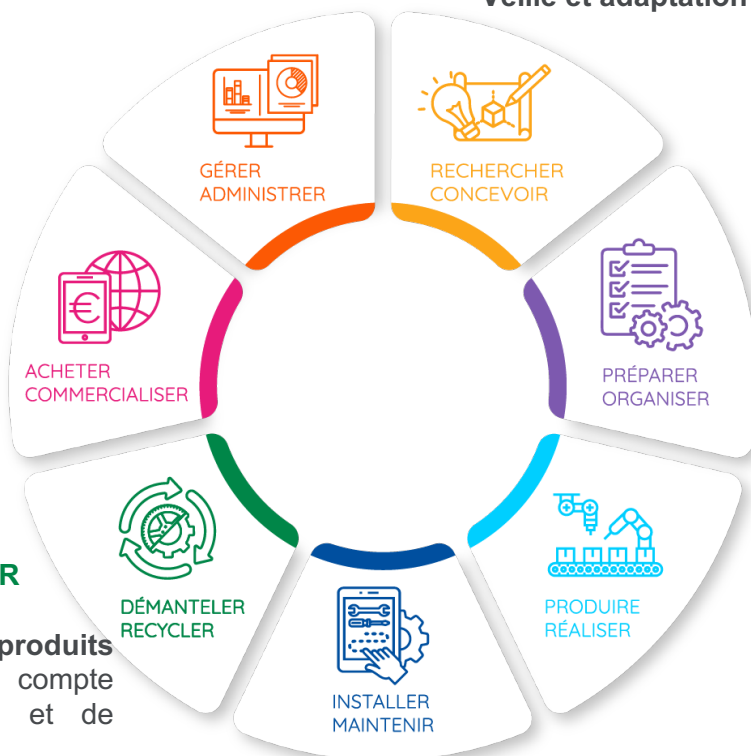 Veille et adaptation
GÉRER
ADMINISTRER
RECHERCHER
CONCEVOIR
ACHETER
COMMERCIALISER
PRÉPARER
ORGANISER
R
DÉMANTELER
RECYCLER
PRODUIRE
RÉALISER
produits
compte
et de
INSTALLER
MAINTENIR